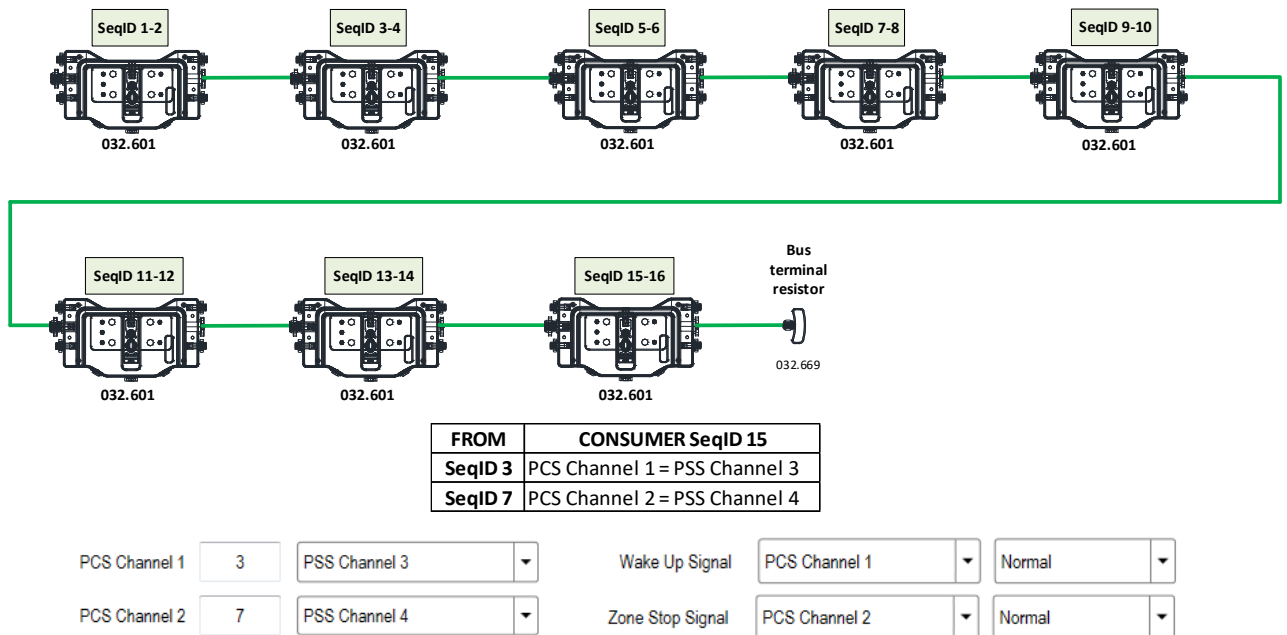 SeqID 1-2 SeqID 3-4 SeqID 5-6 SeqID 7-8 SeqID 9-10
032.601 032.601 032.601 032.601 032.601
Bus
terminal
resistor
SeqID 11-12 SeqID 13-14 SeqID 15-16
032.669
032.601 032.601 032.601
FROM CONSUMER SeqID 15
SeqID 3 PCS Channel 1 = PSS Channel 3
SeqID 7 PCS Channel 2 = PSS Channel 4
PCS Channel 1 3 PSS Channel 3 Wake Up Signal PCS Channel 1 Normal
PCS Channel 2 7 PSS Channel 4 Zone Stop Signal PCS Channel 2 Normal